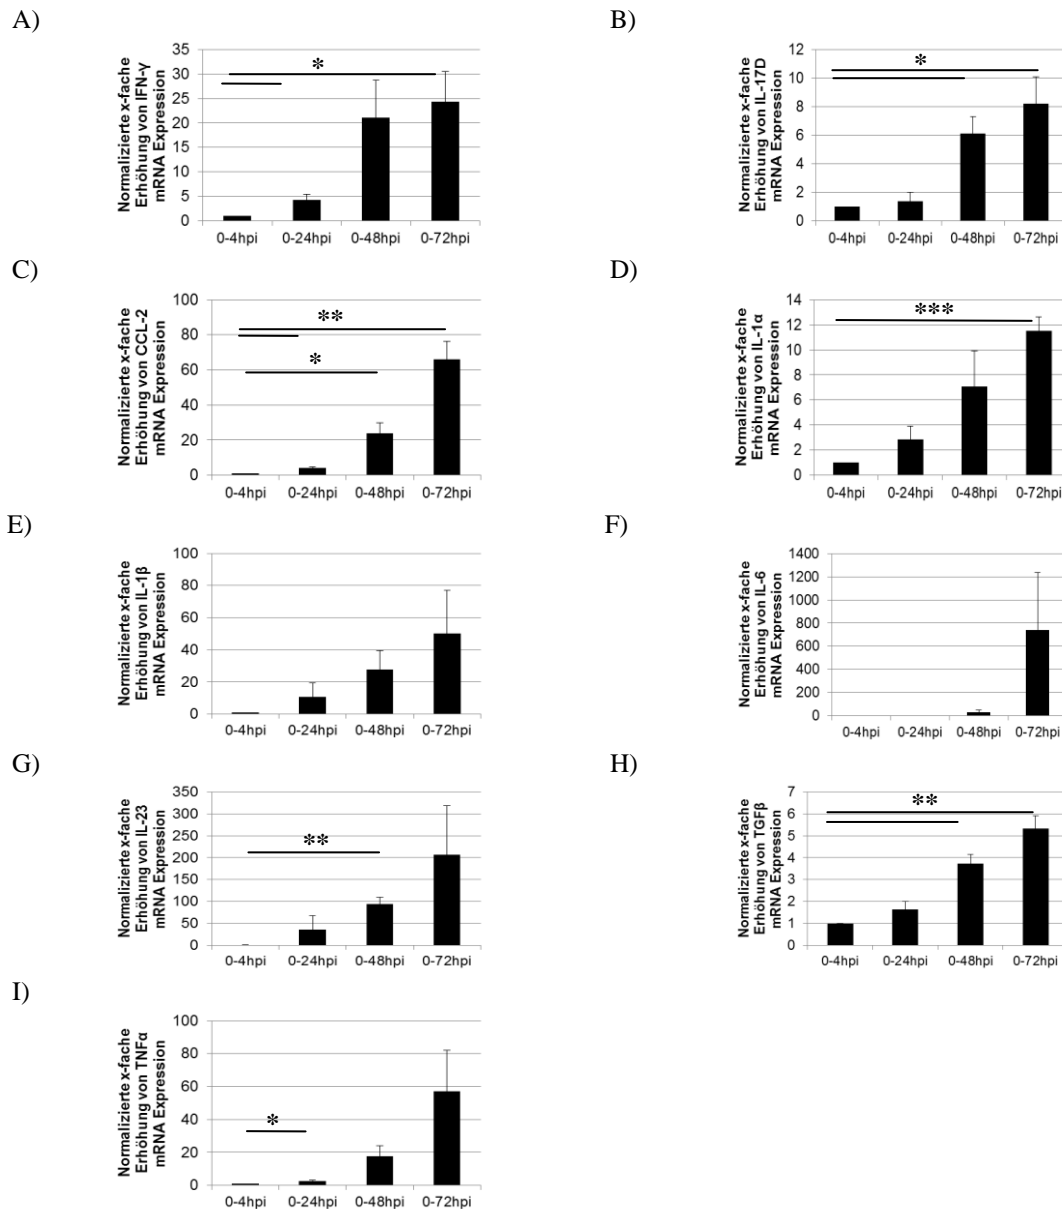 A)
Normalizierte x-fache
Erhöhung von IFN-γ
mRNA Expression
35
30
25
20
15
10
5
0
*
0-4hpi 0-24hpi 0-48hpi 0-72hpi
B)
Normalizierte x-fache
Erhöhung von IL-17D
mRNA Expression
12
10
8
6
4
2
0
*
0-4hpi 0-24hpi 0-48hpi 0-72hpi
C)
Normalizierte x-fache
Erhöhung von CCL-2
mRNA Expression
100
80
60
40
20
0
**
*
0-4hpi 0-24hpi 0-48hpi 0-72hpi
D)
Normalizierte x-fache
Erhöhung von IL-1α
mRNA Expression
14
12
10
8
6
4
2
0
***
0-4hpi 0-24hpi 0-48hpi 0-72hpi
E)
Normalizierte x-fache
Erhöhung von IL-1β
mRNA Expression
100
80
60
40
20
0
0-4hpi 0-24hpi 0-48hpi 0-72hpi
F)
Normalizierte x-fache
Erhöhung von IL-6
mRNA Expression
1400
1200
1000
800
600
400
200
0
0-4hpi 0-24hpi 0-48hpi 0-72hpi
G)
Normalizierte x-fache
Erhöhung von IL-23
mRNA Expression
350
300
250
200
150
100
50
0
**
0-4hpi 0-24hpi 0-48hpi 0-72hpi
H)
Normalizierte x-fache
Erhöhung von TGFβ
mRNA Expression
7
6
5
4
3
2
1
0
**
0-4hpi 0-24hpi 0-48hpi 0-72hpi
I)
Normalizierte x-fache
Erhöhung von TNFα
mRNA Expression
100
80
60
40
20
0
*
0-4hpi 0-24hpi 0-48hpi 0-72hpi